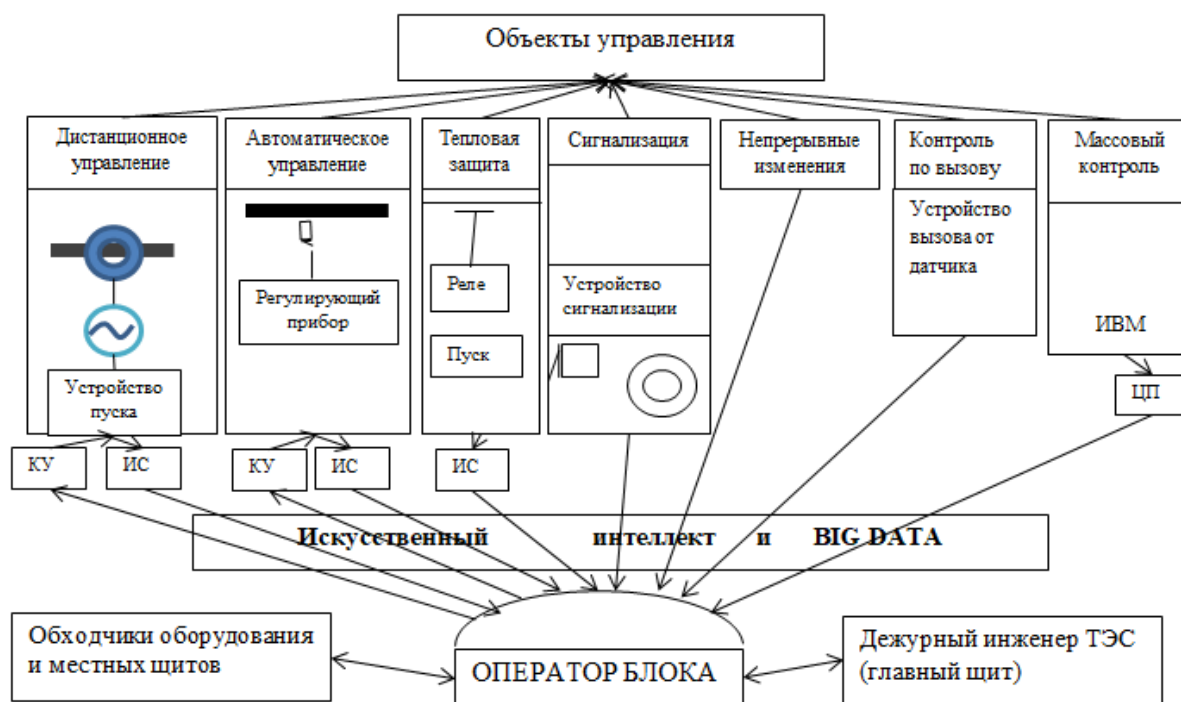 Объекты управления
Дистанционное
управление
Автоматическое
управление
Тепловая
защита
Сигнализация
Непрерывные
изменения
Контроль
по вызову
Массовый
контроль
Устройство
вызова от
датчика
Реле
Регулирующий
прибор
Устройство
сигнализации
ИВМ
Пуск
Устройство
пуска
ЦП
КУ
ИС
КУ
ИС
ИС
Искусственный интеллект и BIG DATA
Обходчики оборудования
и местных щитов
ОПЕРАТОР БЛОКА
Дежурный инженер ТЭС
(главный щит)